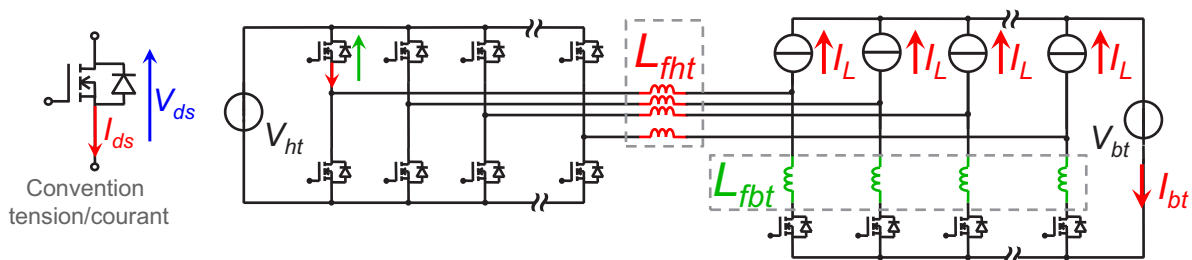 V_ds
I_ds
Convention
tension/courant
V_ht
L_fht
I_L
I_L
I_L
I_L
L_fbt
V_bt
I_bt